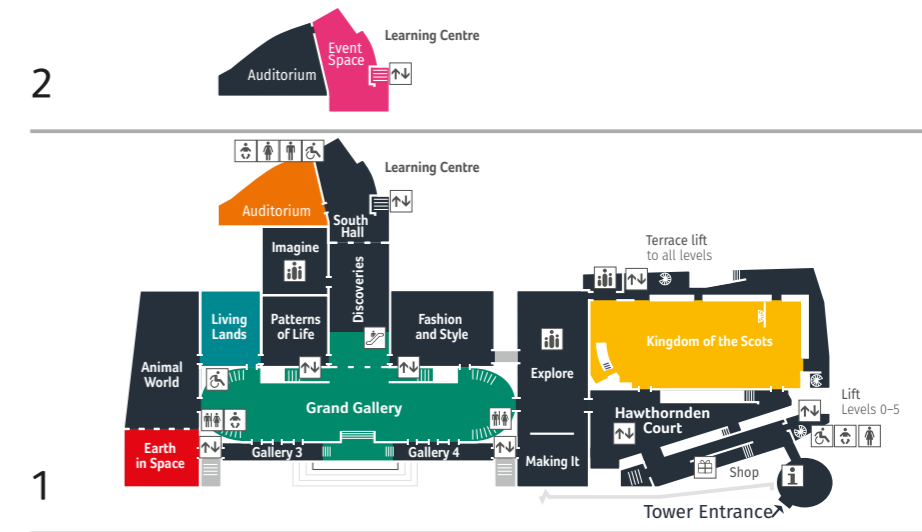 Learning Centre
Event
Space
Auditorium
2
Learning Centre
Auditorium
South
Hall
Imagine
Terrace lift
to all levels
Discoveries
Living
Lands
Patterns
of Life
Fashion
and Style
Kingdom of the Scots
Animal
World
Explore
Lift
Levels 0–5
Grand Gallery
Hawthornden
Court
Earth
in Space
Gallery 3
Gallery 4
Making It
Shop
i
1
Tower Entrance